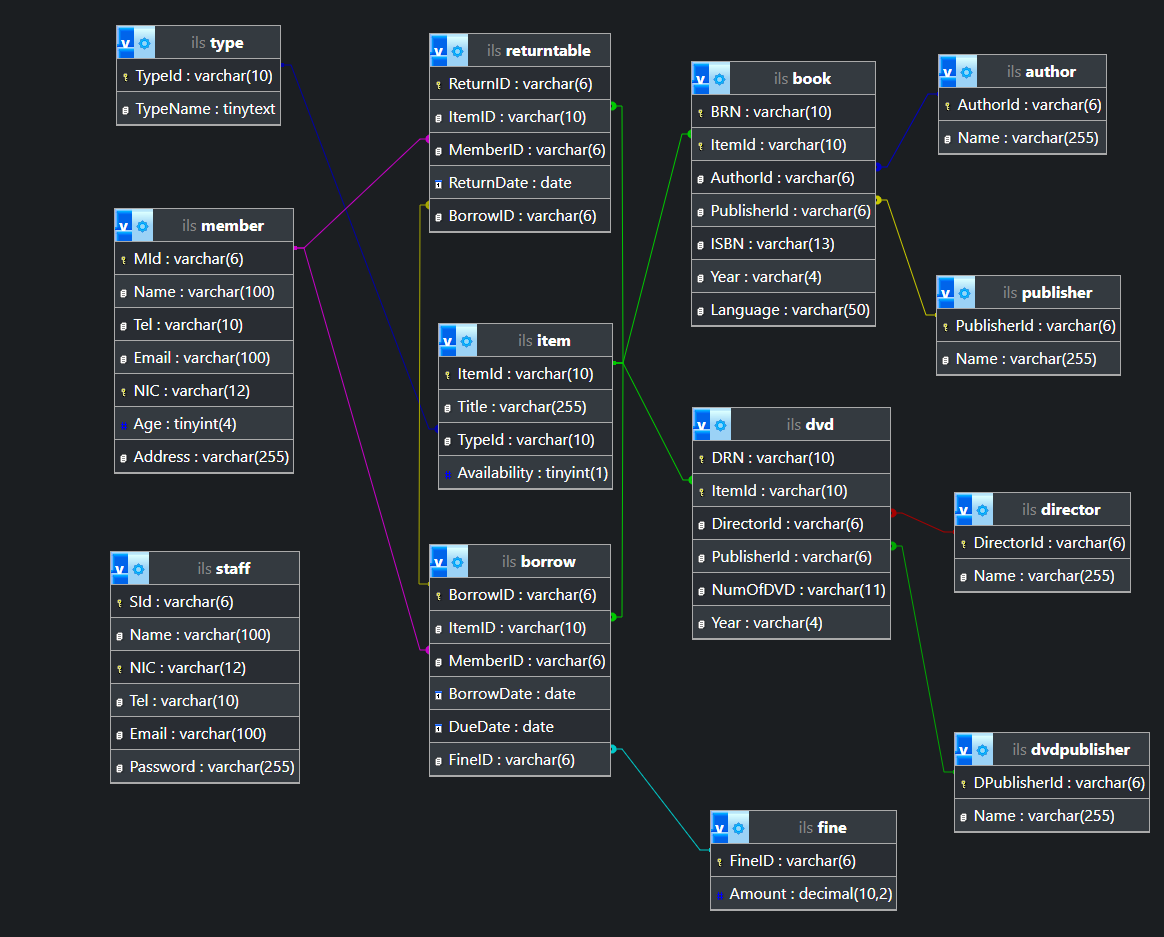 ils type
TypeId : varchar(10)
TypeName : tinytext
ils member
MId : varchar(6)
Name : varchar(100)
Tel : varchar(10)
Email : varchar(100)
NIC : varchar(12)
Age : tinyint(4)
Address : varchar(255)
ils staff
SId : varchar(6)
Name : varchar(100)
NIC : varchar(12)
Tel : varchar(10)
Email : varchar(100)
Password : varchar(255)
ils returntable
ReturnID : varchar(6)
ItemID : varchar(10)
MemberID : varchar(6)
ReturnDate : date
BorrowID : varchar(6)
ils item
ItemId : varchar(10)
Title : varchar(255)
TypeId : varchar(10)
Availability : tinyint(1)
ils borrow
BorrowID : varchar(6)
ItemID : varchar(10)
MemberID : varchar(6)
BorrowDate : date
DueDate : date
FineID : varchar(6)
ils book
BRN : varchar(10)
ItemId : varchar(10)
AuthorId : varchar(6)
PublisherId : varchar(6)
ISBN : varchar(13)
Year : varchar(4)
Language : varchar(50)
ils dvd
DRN : varchar(10)
ItemId : varchar(10)
DirectorId : varchar(6)
PublisherId : varchar(6)
NumOfDVD : varchar(11)
Year : varchar(4)
ils fine
FineID : varchar(6)
Amount : decimal(10,2)
ils author
AuthorId : varchar(6)
Name : varchar(255)
ils publisher
PublisherId : varchar(6)
Name : varchar(255)
ils director
DirectorId : varchar(6)
Name : varchar(255)
ils dvdpublisher
DPublisherId : varchar(6)
Name : varchar(255)